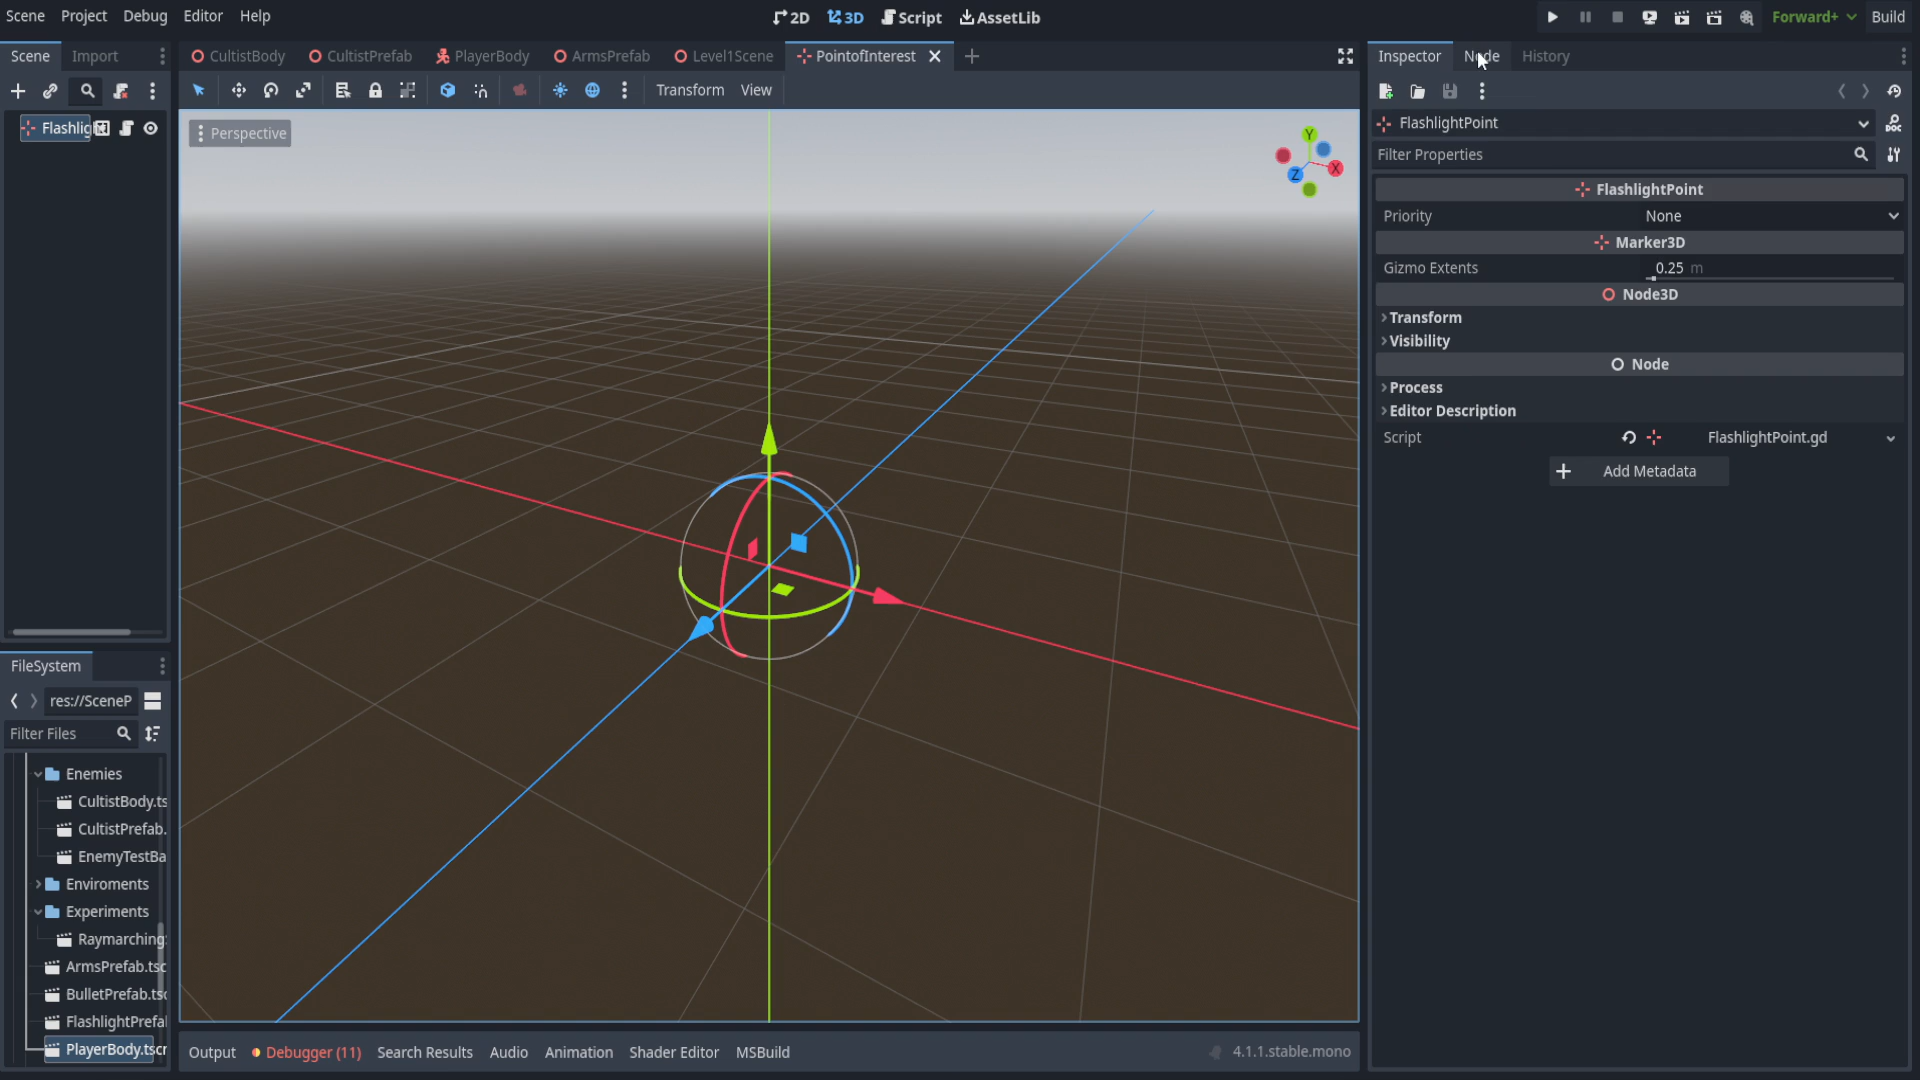 Scene Project Debug Editor Help
2D 3D Script AssetLib
Forward+ Build
Scene Import
CultistBody CultistPrefab PlayerBody ArmsPrefab Level1Scene PointofInterest
Inspector Node History
Transform View
Flashlig
Perspective
Y
X
Z
FlashlightPoint
DOC
Filter Properties
FlashlightPoint
Priority None
Marker3D
Gizmo Extents 0.25 m
Node3D
Transform
Visibility
Node
Process
Editor Description
Script FlashlightPoint.gd
Add Metadata
FileSystem
res://SceneP
Filter Files
Enemies
CultistBody.ts
CultistPrefab.
EnemyTestBa
Enviroments
Experiments
Raymarching
ArmsPrefab.tsc
BulletPrefab.tsc
FlashlightPrefa
PlayerBody.tscr
Output Debugger (11) Search Results Audio Animation Shader Editor MSBuild
4.1.1.stable.mono